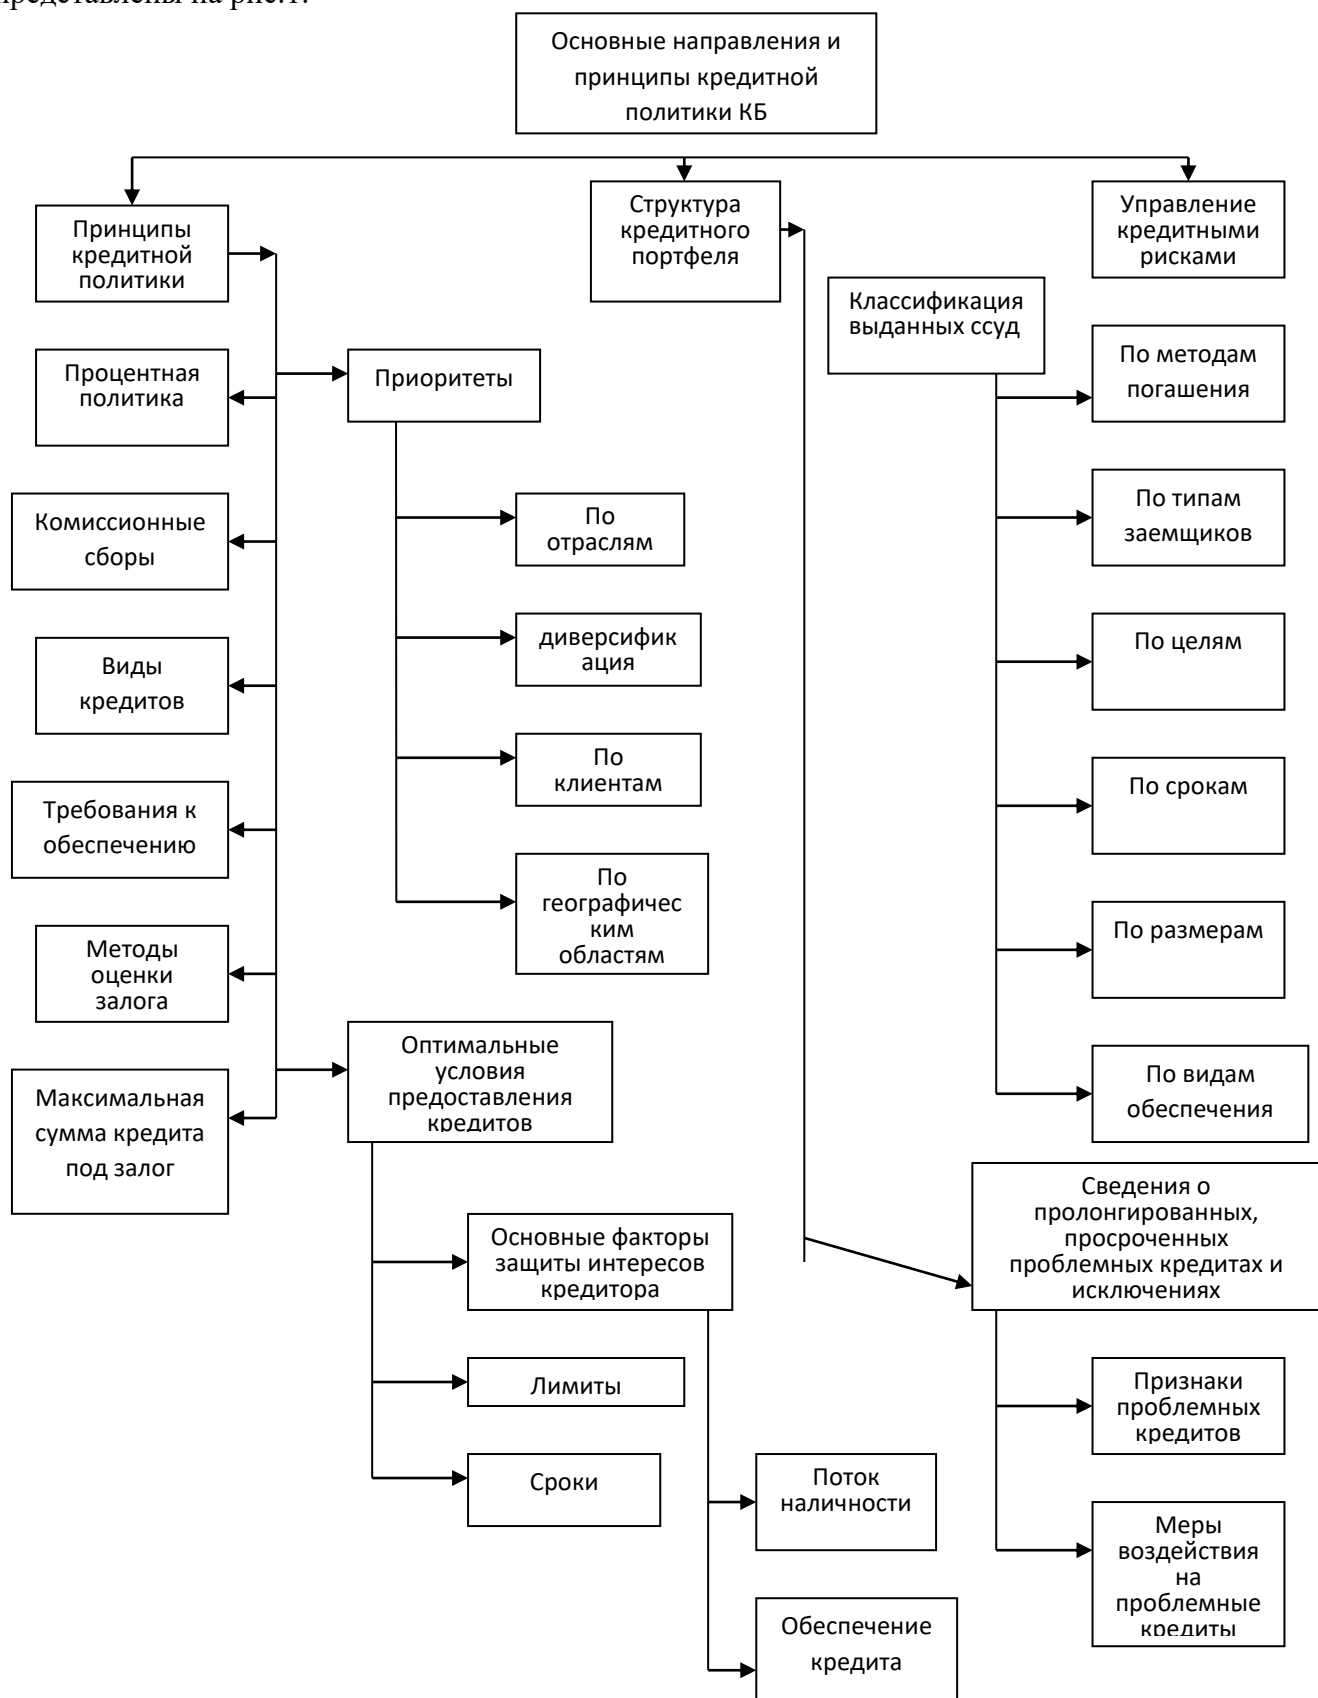 представлены на рис.1.
Основные направления и
принципы кредитной
политики КБ
Принципы
кредитной
политики
Структура
кредитного
портфеля
Управление
кредитными
рисками
Классификация
выданных ссуд
Процентная
политика
Приоритеты
По методам
погашения
Комиссионные
сборы
По
отраслям
По типам
заемщиков
Виды
кредитов
диверсифик
ация
По целям
Требования к
обеспечению
По
клиентам
По срокам
Методы
оценки
залога
По
географичес
ким
областям
По размерам
Максимальная
сумма кредита
под залог
Оптимальные
условия
предоставления
кредитов
По видам
обеспечения
Основные факторы
защиты интересов
кредитора
Сведения о
пролонгированных,
просроченных
проблемных кредитах и
исключениях
Лимиты
Признаки
проблемных
кредитов
Сроки
Поток
наличности
Меры
воздействия
на
проблемные
кредиты
Обеспечение
кредита